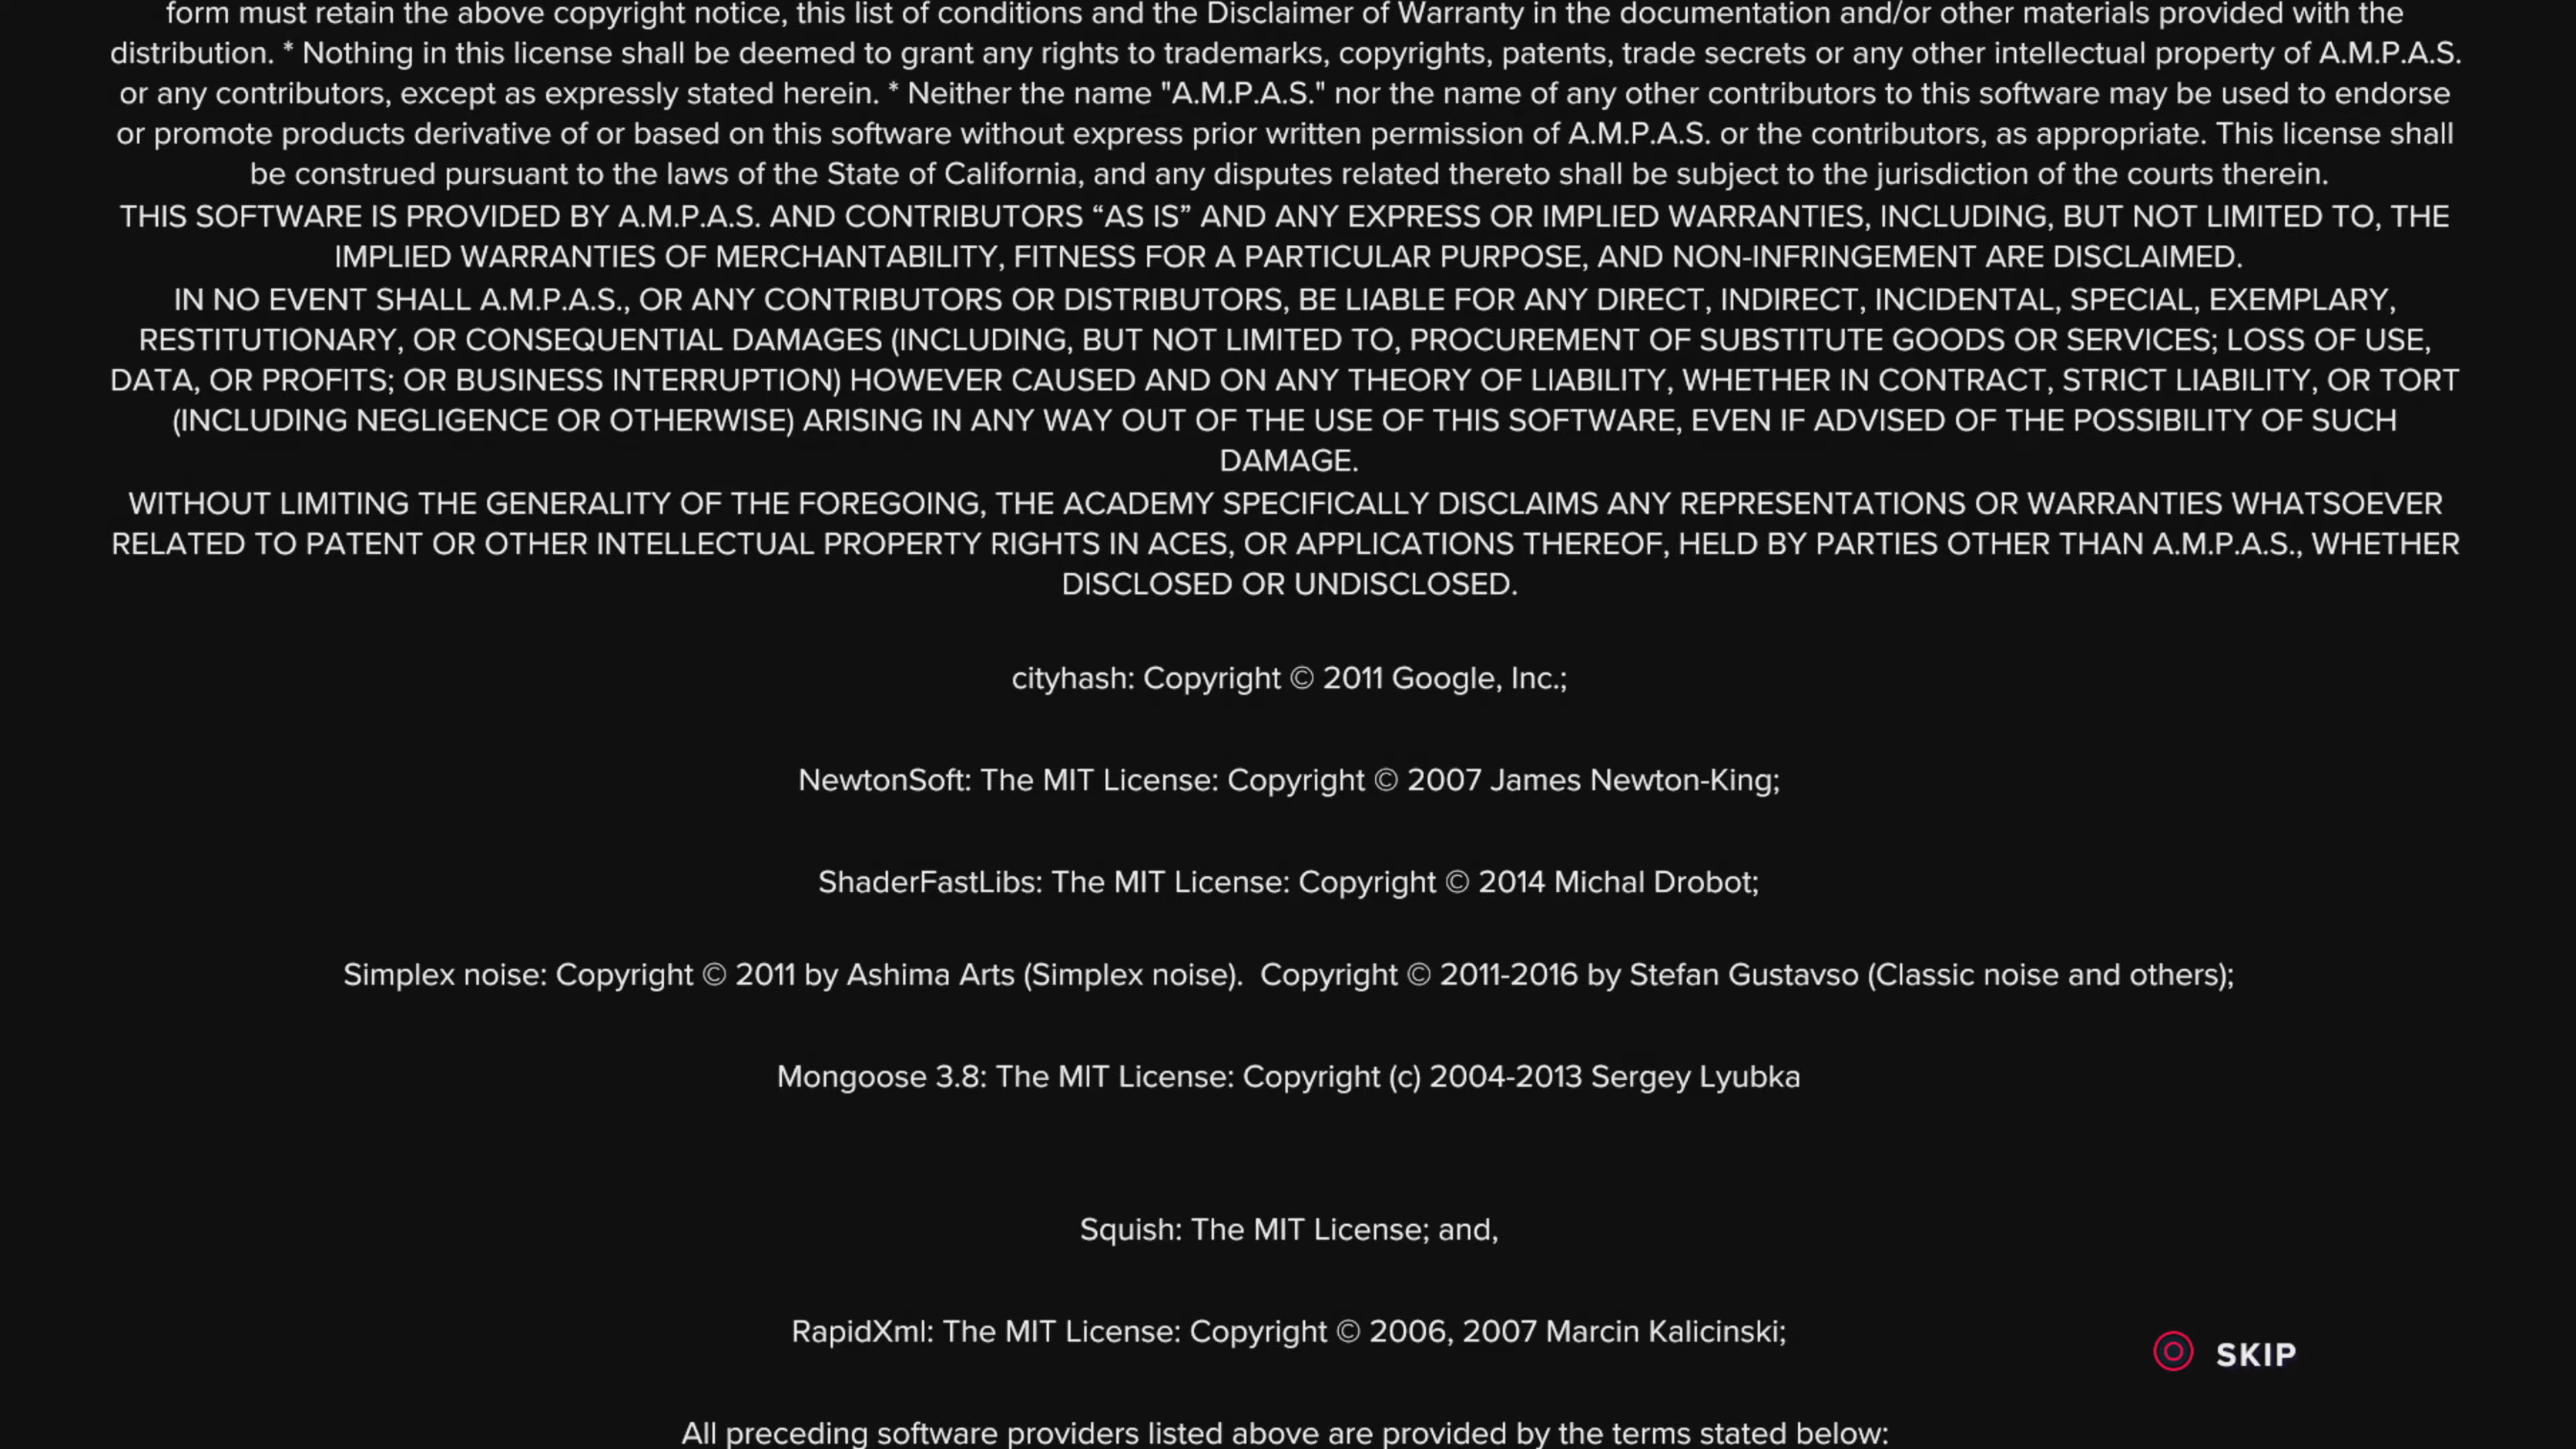 form must retain the above copyright notice, this list of conditions and the Disclaimer of Warranty in the documentation and/or other materials provided with the
distribution. * Nothing in this license shall be deemed to grant any rights to trademarks, copyrights, patents, trade secrets or any other intellectual property of A.M.P.A.S.
or any contributors, except as expressly stated herein. * Neither the name "A.M.P.A.S." nor the name of any other contributors to this software may be used to endorse
or promote products derivative of or based on this software without express prior written permission of A.M.P.A.S. or the contributors, as appropriate. This license shall
be construed pursuant to the laws of the State of California, and any disputes related thereto shall be subject to the jurisdiction of the courts therein.
THIS SOFTWARE IS PROVIDED BY A.M.P.A.S. AND CONTRIBUTORS “AS IS” AND ANY EXPRESS OR IMPLIED WARRANTIES, INCLUDING, BUT NOT LIMITED TO, THE
IMPLIED WARRANTIES OF MERCHANTABILITY, FITNESS FOR A PARTICULAR PURPOSE, AND NON-INFRINGEMENT ARE DISCLAIMED.
IN NO EVENT SHALL A.M.P.A.S., OR ANY CONTRIBUTORS OR DISTRIBUTORS, BE LIABLE FOR ANY DIRECT, INDIRECT, INCIDENTAL, SPECIAL, EXEMPLARY,
RESTITUTIONARY, OR CONSEQUENTIAL DAMAGES (INCLUDING, BUT NOT LIMITED TO, PROCUREMENT OF SUBSTITUTE GOODS OR SERVICES; LOSS OF USE,
DATA, OR PROFITS; OR BUSINESS INTERRUPTION) HOWEVER CAUSED AND ON ANY THEORY OF LIABILITY, WHETHER IN CONTRACT, STRICT LIABILITY, OR TORT
(INCLUDING NEGLIGENCE OR OTHERWISE) ARISING IN ANY WAY OUT OF THE USE OF THIS SOFTWARE, EVEN IF ADVISED OF THE POSSIBILITY OF SUCH
DAMAGE.
WITHOUT LIMITING THE GENERALITY OF THE FOREGOING, THE ACADEMY SPECIFICALLY DISCLAIMS ANY REPRESENTATIONS OR WARRANTIES WHATSOEVER
RELATED TO PATENT OR OTHER INTELLECTUAL PROPERTY RIGHTS IN ACES, OR APPLICATIONS THEREOF, HELD BY PARTIES OTHER THAN A.M.P.A.S., WHETHER
DISCLOSED OR UNDISCLOSED.
cityhash: Copyright © 2011 Google, Inc.;
NewtonSoft: The MIT License: Copyright © 2007 James Newton-King;
ShaderFastLibs: The MIT License: Copyright © 2014 Michal Drobot;
Simplex noise: Copyright © 2011 by Ashima Arts (Simplex noise).  Copyright © 2011-2016 by Stefan Gustavso (Classic noise and others);
Mongoose 3.8: The MIT License: Copyright (c) 2004-2013 Sergey Lyubka
Squish: The MIT License; and,
RapidXml: The MIT License: Copyright © 2006, 2007 Marcin Kalicinski;
SKIP
All preceding software providers listed above are provided by the terms stated below: